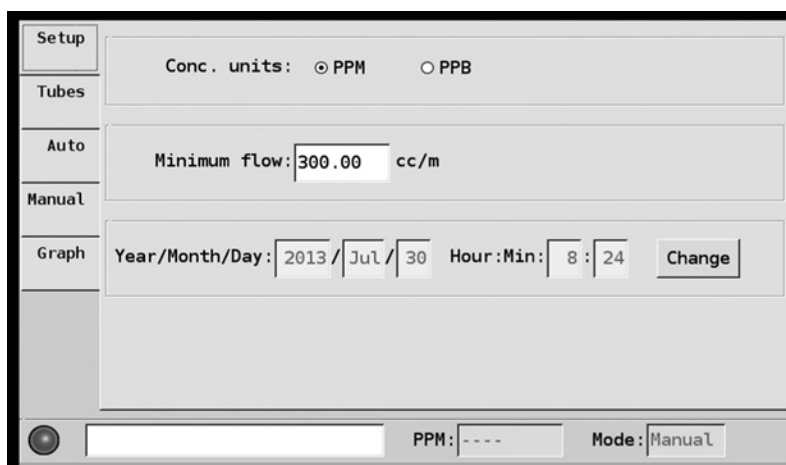 Setup
Tubes
Auto
Manual
Graph
Conc. units: PPM PPB
Minimum flow: 300.00 cc/m
Year/Month/Day: 2013 / Jul / 30 Hour:Min: 8 : 24 Change
PPM: ---- Mode: Manual